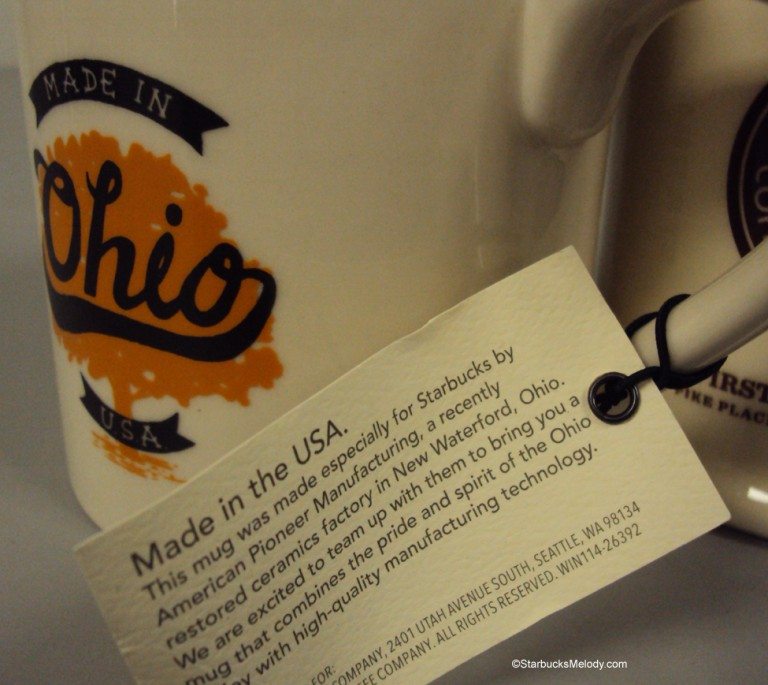 MADE IN
Ohio
USA
Made in the USA.
This mug was made especially for Starbucks by
American Pioneer Manufacturing, a recently
restored ceramics factory in New Waterford, Ohio.
We are excited to team up with them to bring you a
mug that combines the pride and spirit of the Ohio
with high-quality manufacturing technology.
FOR:
COMPANY, 2401 UTAH AVENUE SOUTH, SEATTLE, WA 98134
COMPANY. ALL RIGHTS RESERVED. WIN114-26392
FIRST
PIKE PLAC
©StarbucksMelody.com